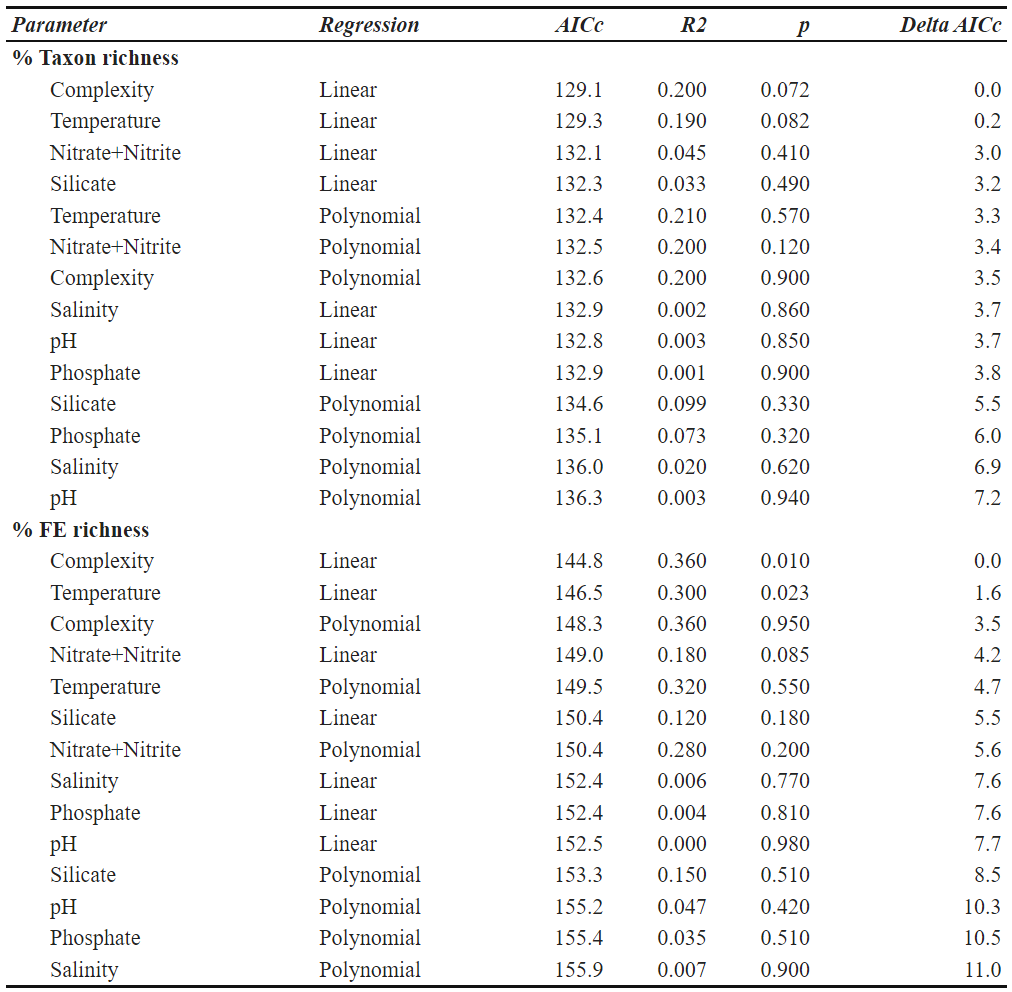 Parameter Regression AICc R2 p Delta AICc
% Taxon richness
Complexity Linear 129.1 0.200 0.072 0.0
Temperature Linear 129.3 0.190 0.082 0.2
Nitrate+Nitrite Linear 132.1 0.045 0.410 3.0
Silicate Linear 132.3 0.033 0.490 3.2
Temperature Polynomial 132.4 0.210 0.570 3.3
Nitrate+Nitrite Polynomial 132.5 0.200 0.120 3.4
Complexity Polynomial 132.6 0.200 0.900 3.5
Salinity Linear 132.9 0.002 0.860 3.7
pH Linear 132.8 0.003 0.850 3.7
Phosphate Linear 132.9 0.001 0.900 3.8
Silicate Polynomial 134.6 0.099 0.330 5.5
Phosphate Polynomial 135.1 0.073 0.320 6.0
Salinity Polynomial 136.0 0.020 0.620 6.9
pH Polynomial 136.3 0.003 0.940 7.2
% FE richness
Complexity Linear 144.8 0.360 0.010 0.0
Temperature Linear 146.5 0.300 0.023 1.6
Complexity Polynomial 148.3 0.360 0.950 3.5
Nitrate+Nitrite Linear 149.0 0.180 0.085 4.2
Temperature Polynomial 149.5 0.320 0.550 4.7
Silicate Linear 150.4 0.120 0.180 5.5
Nitrate+Nitrite Polynomial 150.4 0.280 0.200 5.6
Salinity Linear 152.4 0.006 0.770 7.6
Phosphate Linear 152.4 0.004 0.810 7.6
pH Linear 152.5 0.000 0.980 7.7
Silicate Polynomial 153.3 0.150 0.510 8.5
pH Polynomial 155.2 0.047 0.420 10.3
Phosphate Polynomial 155.4 0.035 0.510 10.5
Salinity Polynomial 155.9 0.007 0.900 11.0